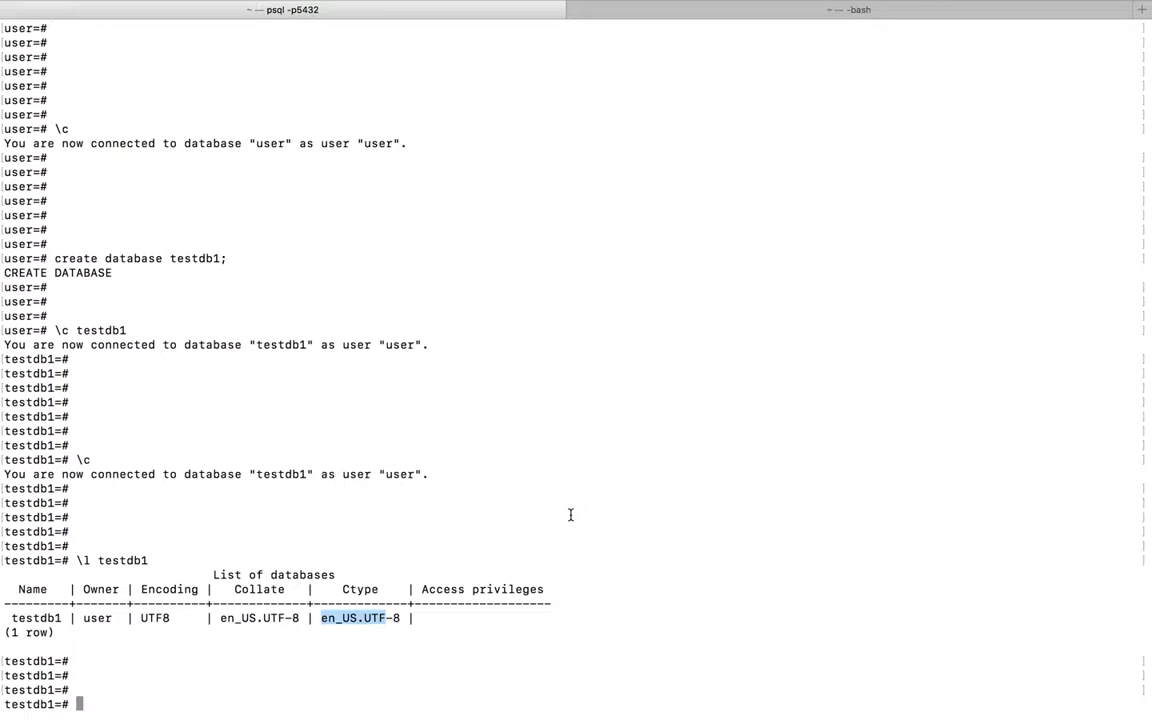 ~ — psql -p5432
~ — -bash
+
user=#
user=#
user=#
user=#
user=#
user=#
user=#
user=# \c
You are now connected to database "user" as user "user".
user=#
user=#
user=#
user=#
user=#
user=#
user=#
user=# create database testdb1;
CREATE DATABASE
user=#
user=#
user=#
user=# \c testdb1
You are now connected to database "testdb1" as user "user".
testdb1=#
testdb1=#
testdb1=#
testdb1=#
testdb1=#
testdb1=#
testdb1=#
testdb1=# \c
You are now connected to database "testdb1" as user "user".
testdb1=#
testdb1=#
testdb1=#
testdb1=#
testdb1=#
testdb1=# \l testdb1
                             List of databases
  Name   | Owner | Encoding |   Collate   |    Ctype    | Access privileges
---------+-------+----------+-------------+-------------+-------------------
 testdb1 | user  | UTF8     | en_US.UTF-8 | en_US.UTF-8 |
(1 row)
testdb1=#
testdb1=#
testdb1=#
testdb1=#